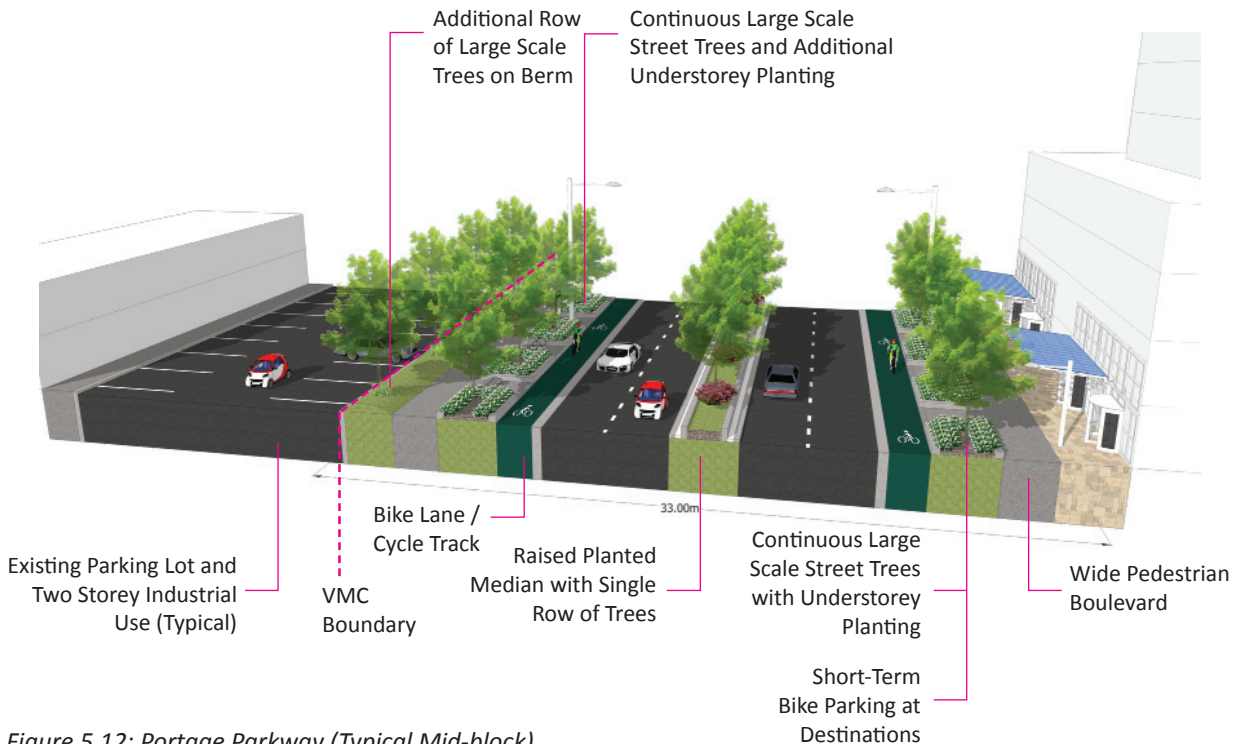 Additional Row
of Large Scale
Trees on Berm
Continuous Large Scale
Street Trees and Additional
Understorey Planting
33.00m
Existing Parking Lot and
Two Storey Industrial
Use (Typical)
VMC
Boundary
Bike Lane /
Cycle Track
Raised Planted
Median with Single
Row of Trees
Continuous Large
Scale Street Trees
with Understorey
Planting
Short-Term
Bike Parking at
Destinations
Wide Pedestrian
Boulevard
Figure 5.12: Portage Parkway (Typical Mid-block)